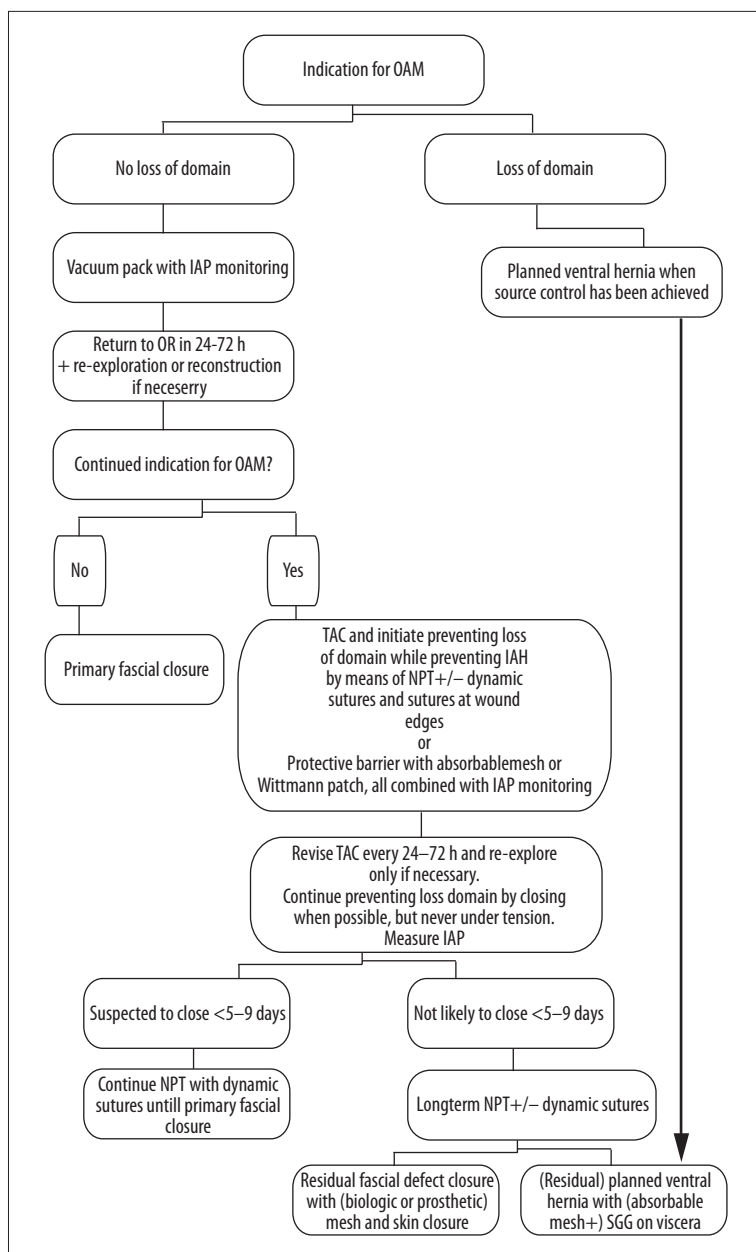 Indication for OAM
No loss of domain
Loss of domain
Vacuum pack with IAP monitoring
Planned ventral hernia when
source control has been achieved
Return to OR in 24-72 h
+ re-exploration or reconstruction
if neceserry
Continued indication for OAM?
No
Yes
Primary fascial closure
TAC and initiate preventing loss
of domain while preventing IAH
by means of NPT+/− dynamic
sutures and sutures at wound
edges
or
Protective barrier with absorbablemesh or
Wittmann patch, all combined with IAP monitoring
Revise TAC every 24–72 h and re-explore
only if necessary.
Continue preventing loss domain by closing
when possible, but never under tension.
Measure IAP
Suspected to close <5–9 days
Not likely to close <5–9 days
Continue NPT with dynamic
sutures untill primary fascial
closure
Longterm NPT+/− dynamic sutures
Residual fascial defect closure
with (biologic or prosthetic)
mesh and skin closure
(Residual) planned ventral
hernia with (absorbable
mesh+) SGG on viscera